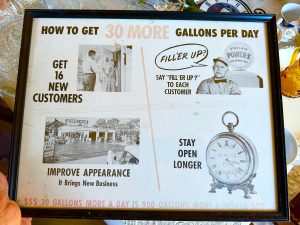 HOW TO GET 30 MORE GALLONS PER DAY
GET
16
NEW
CUSTOMERS
FILL'ER UP?
SAY "FILL 'ER UP?"
TO EACH
CUSTOMER
IMPROVE APPEARANCE
It Brings New Business
STAY
OPEN
LONGER
$$$ 30 GALLONS MORE A DAY IS 900 GALLONS MORE A MONTH $$$